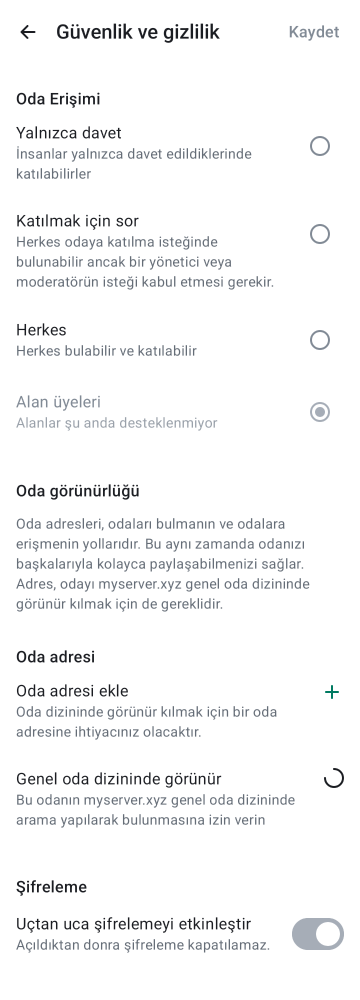 Güvenlik ve gizlilik
Kaydet
Oda Erişimi
Yalnızca davet
İnsanlar yalnızca davet edildiklerinde
katılabilirler
Katılmak için sor
Herkes odaya katılma isteğinde
bulunabilir ancak bir yönetici veya
moderatörün isteği kabul etmesi gerekir.
Herkes
Herkes bulabilir ve katılabilir
Alan üyeleri
Alanlar şu anda desteklenmiyor
Oda görünürlüğü
Oda adresleri, odaları bulmanın ve odalara
erişmenin yollarıdır. Bu aynı zamanda odanızı
başkalarıyla kolayca paylaşabilmenizi sağlar.
Adres, odayı myserver.xyz genel oda dizininde
görünür kılmak için de gereklidir.
Oda adresi
Oda adresi ekle
Oda dizininde görünür kılmak için bir oda
adresine ihtiyacınız olacaktır.
Genel oda dizininde görünür
Bu odanın myserver.xyz genel oda dizininde
arama yapılarak bulunmasına izin verin
Şifreleme
Uçtan uca şifrelemeyi etkinleştir
Açıldıktan donra şifreleme kapatılamaz.